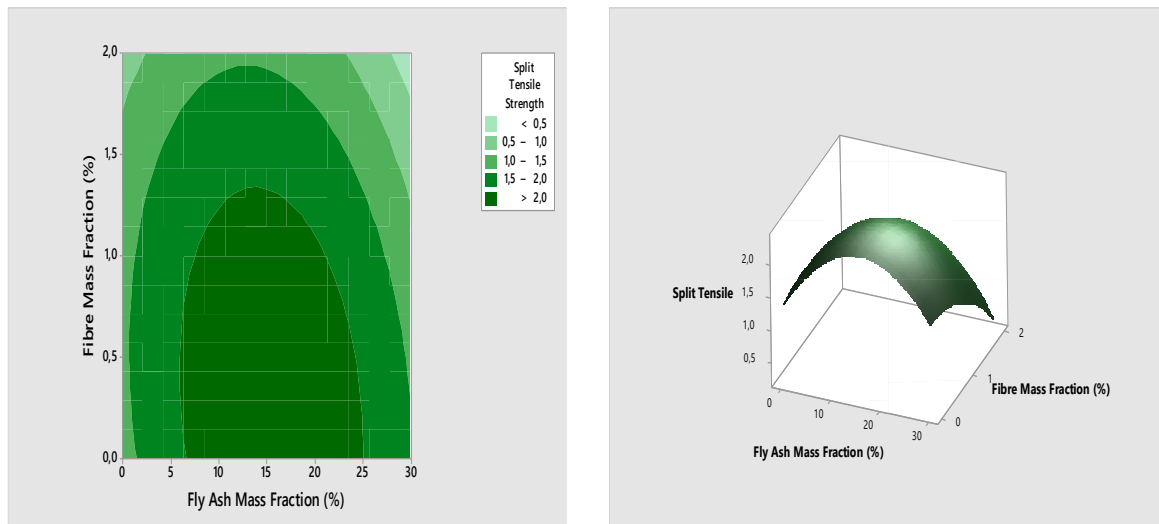 Split
Tensile
Strength
< 0,5
0,5 – 1,0
1,0 – 1,5
1,5 – 2,0
> 2,0
2,0
1,5
1,0
0,5
0,0
Fibre Mass Fraction (%)
0 5 10 15 20 25 30
Fly Ash Mass Fraction (%)
Split Tensile
2,0
1,5
1,0
0,5
0
10
20
30
Fly Ash Mass Fraction (%)
0
1
2
Fibre Mass Fraction (%)